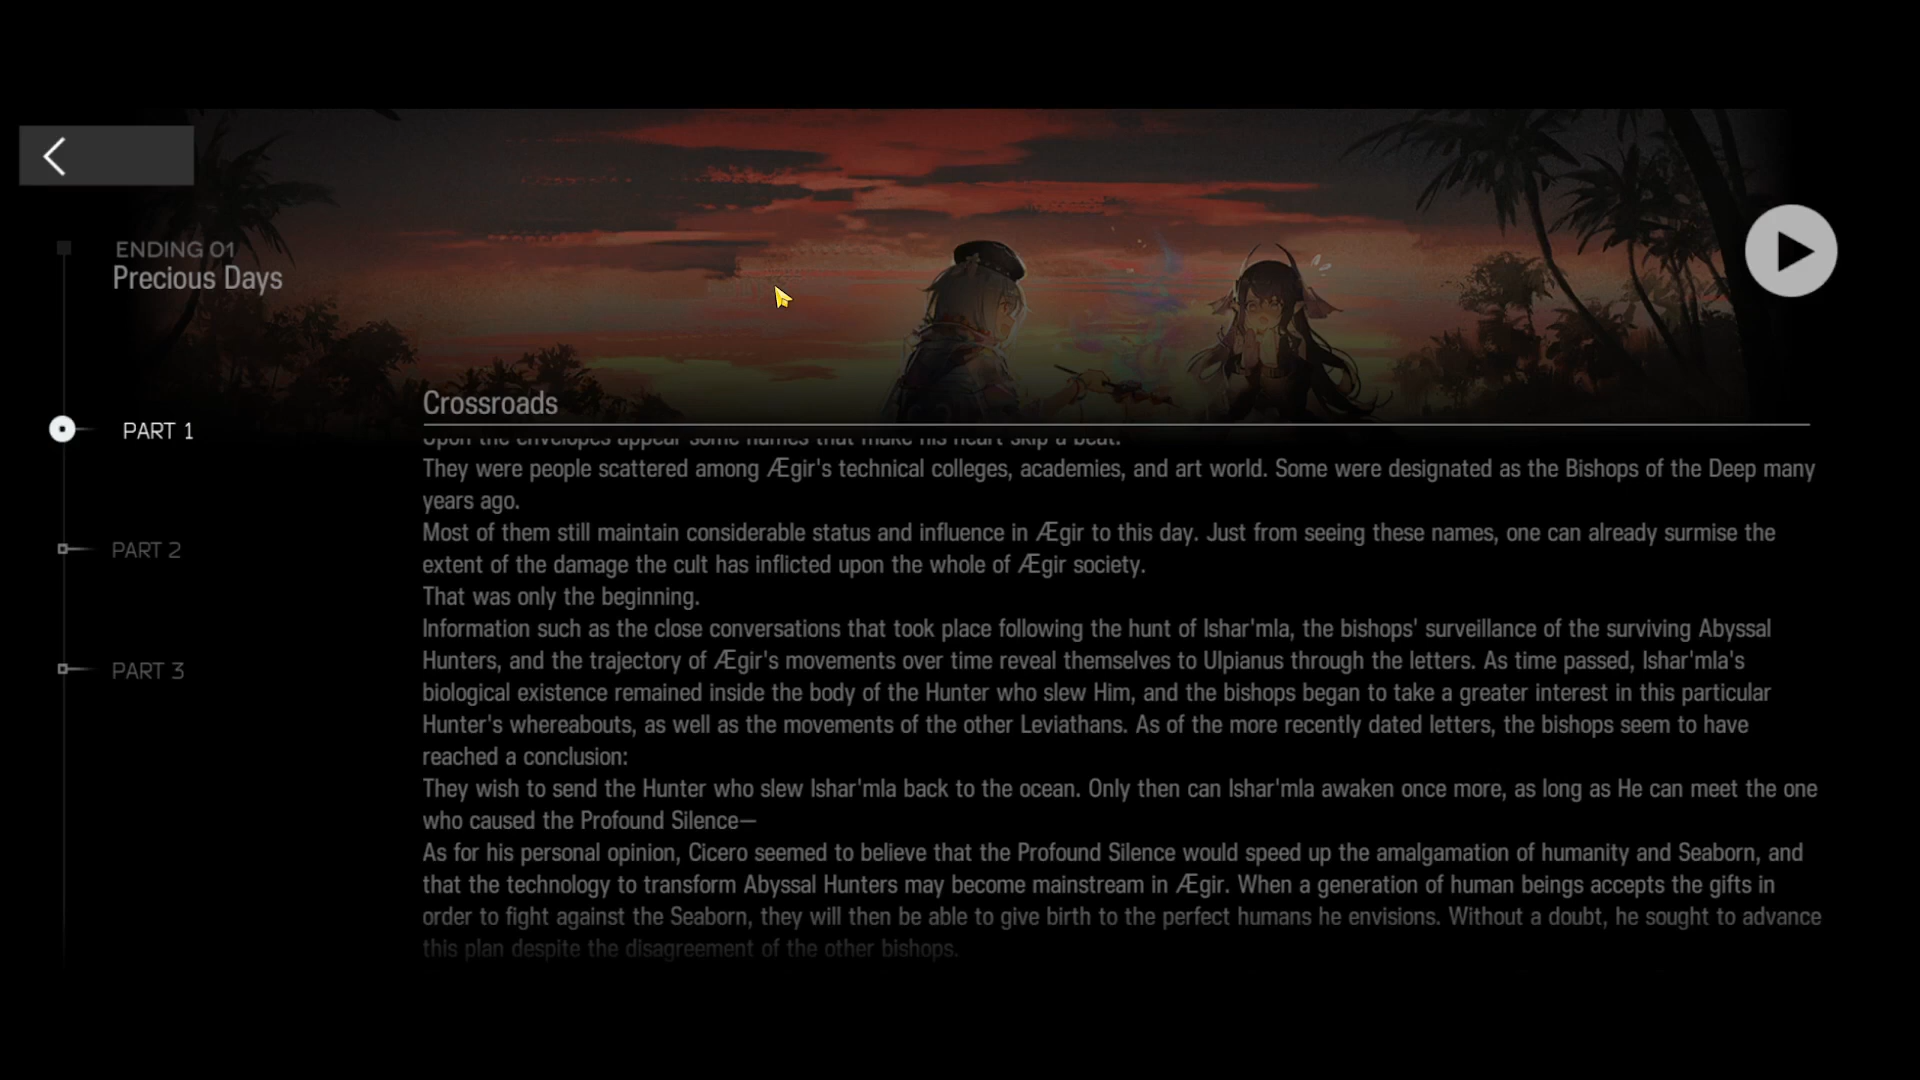 ENDING 01
Precious Days
PART 1
PART 2
PART 3
Crossroads
Upon the envelopes appear some names that make his heart skip a beat.
They were people scattered among Ægir's technical colleges, academies, and art world. Some were designated as the Bishops of the Deep many
years ago.
Most of them still maintain considerable status and influence in Ægir to this day. Just from seeing these names, one can already surmise the
extent of the damage the cult has inflicted upon the whole of Ægir society.
That was only the beginning.
Information such as the close conversations that took place following the hunt of Ishar'mla, the bishops' surveillance of the surviving Abyssal
Hunters, and the trajectory of Ægir's movements over time reveal themselves to Ulpianus through the letters. As time passed, Ishar'mla's
biological existence remained inside the body of the Hunter who slew Him, and the bishops began to take a greater interest in this particular
Hunter's whereabouts, as well as the movements of the other Leviathans. As of the more recently dated letters, the bishops seem to have
reached a conclusion:
They wish to send the Hunter who slew Ishar'mla back to the ocean. Only then can Ishar'mla awaken once more, as long as He can meet the one
who caused the Profound Silence—
As for his personal opinion, Cicero seemed to believe that the Profound Silence would speed up the amalgamation of humanity and Seaborn, and
that the technology to transform Abyssal Hunters may become mainstream in Ægir. When a generation of human beings accepts the gifts in
order to fight against the Seaborn, they will then be able to give birth to the perfect humans he envisions. Without a doubt, he sought to advance
this plan despite the disagreement of the other bishops.